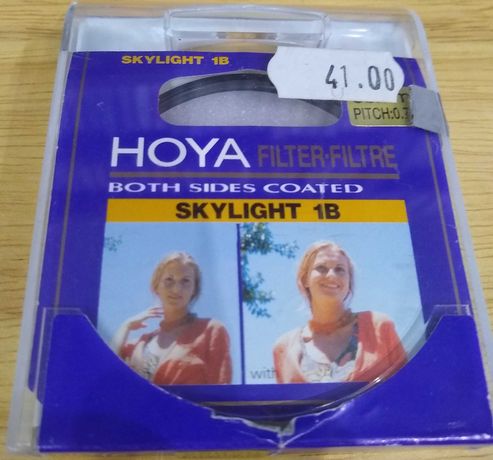 SKYLIGHT 1B
41.00
PITCH:0.
HOYA FILTER·FILTRE
BOTH SIDES COATED
SKYLIGHT 1B
with